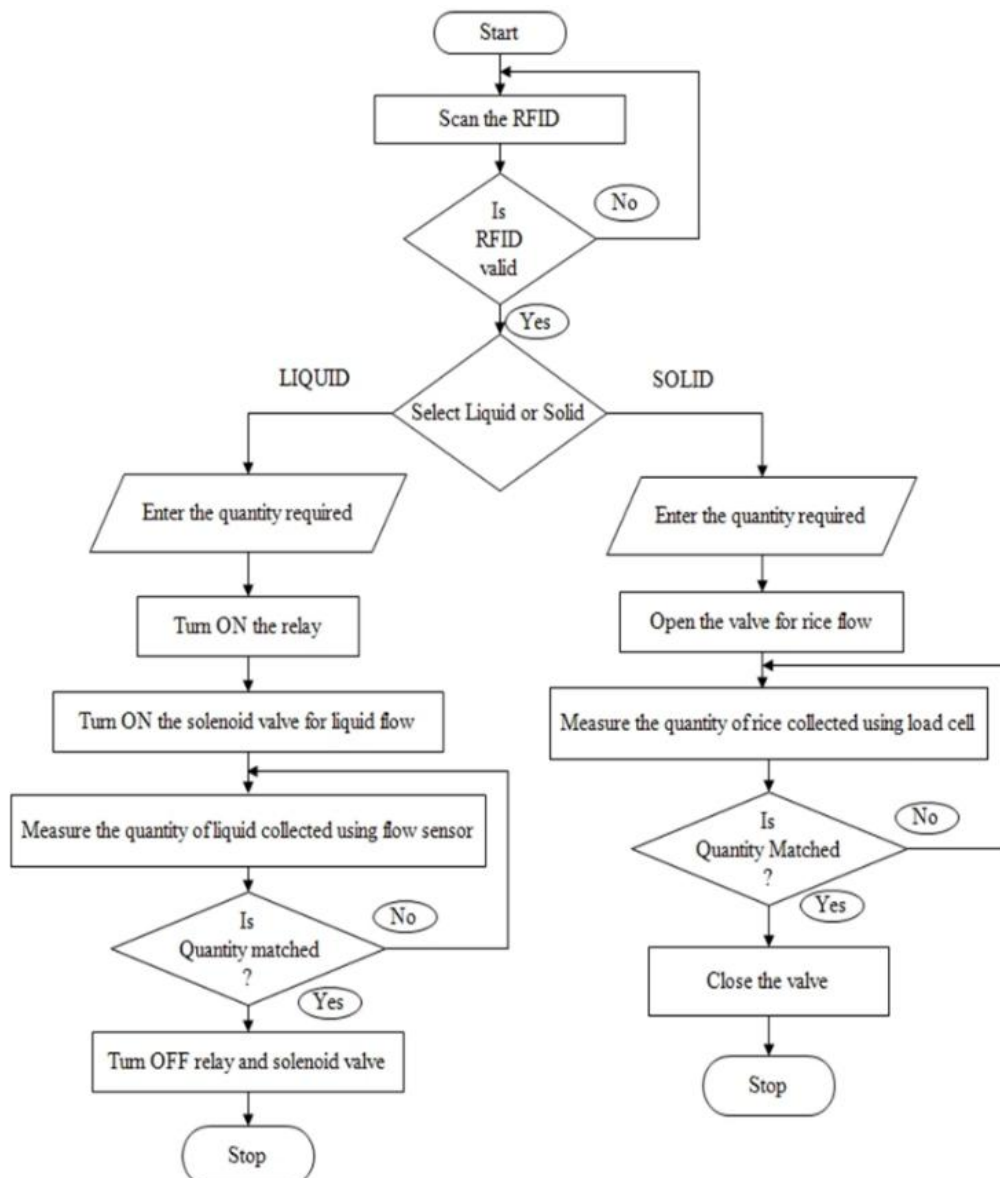 Start
Scan the RFID
No
Is
RFID
valid
Yes
LIQUID
SOLID
Select Liquid or Solid
Enter the quantity required
Turn ON the relay
Turn ON the solenoid valve for liquid flow
Measure the quantity of liquid collected using flow sensor
No
Is
Quantity matched
?
Yes
Turn OFF relay and solenoid valve
Stop
Enter the quantity required
Open the valve for rice flow
Measure the quantity of rice collected using load cell
No
Is
Quantity Matched
?
Yes
Close the valve
Stop